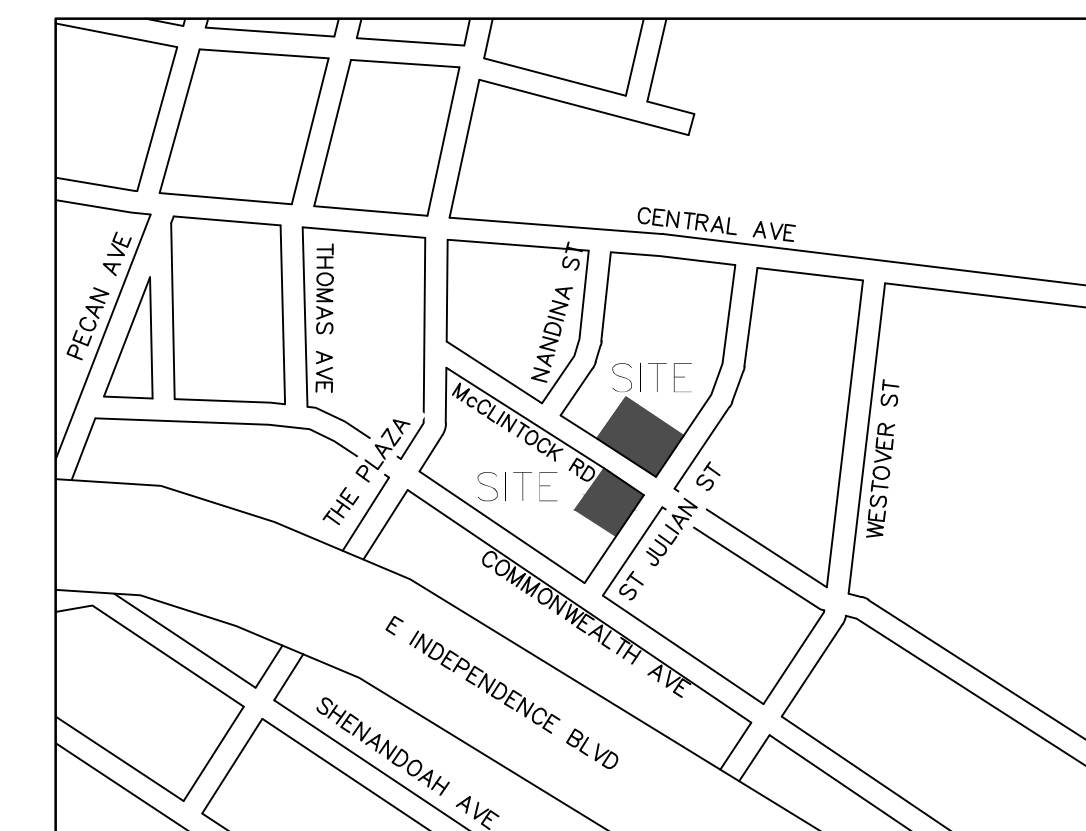 CENTRAL AVE
PECAN AVE
THOMAS AVE
NANDINA ST
SITE
McCLINTOCK RD
WESTOVER ST
THE PLAZA
SITE
ST JULIAN ST
COMMONWEALTH AVE
E INDEPENDENCE BLVD
SHENANDOAH AVE